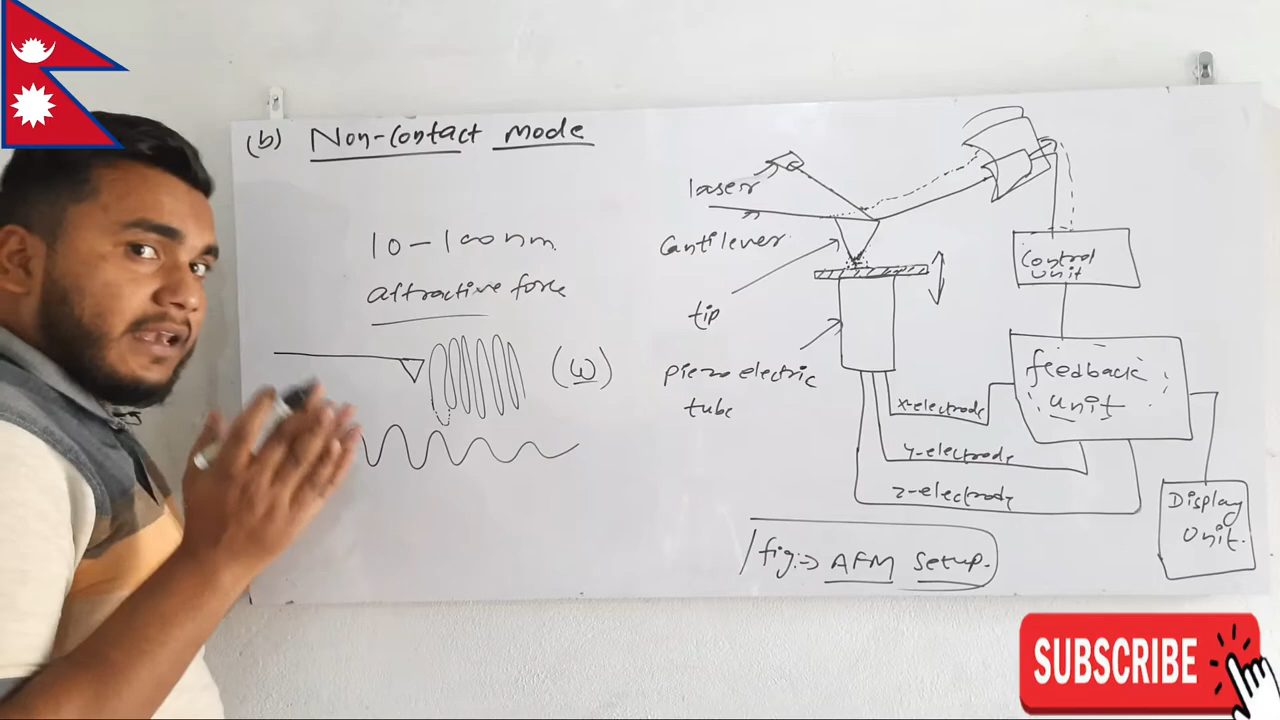 (b) Non-contact mode
10-100nm
attractive force
(ω)
laser
Cantilever
tip
piezo electric
tube
Control
unit
feedback
unit
x-electrode
y-electrode
z-electrode
Display
Unit.
fig:-> AFM Setup.
SUBSCRIBE